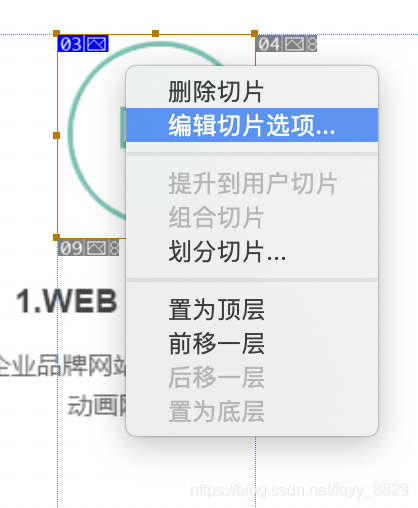 03
04
8
删除切片
编辑切片选项...
提升到用户切片
组合切片
划分切片...
09
8
置为顶层
1.WEB
前移一层
企业品牌网站
后移一层
动画
置为底层
https://blog.csdn.net/fqyy_8829